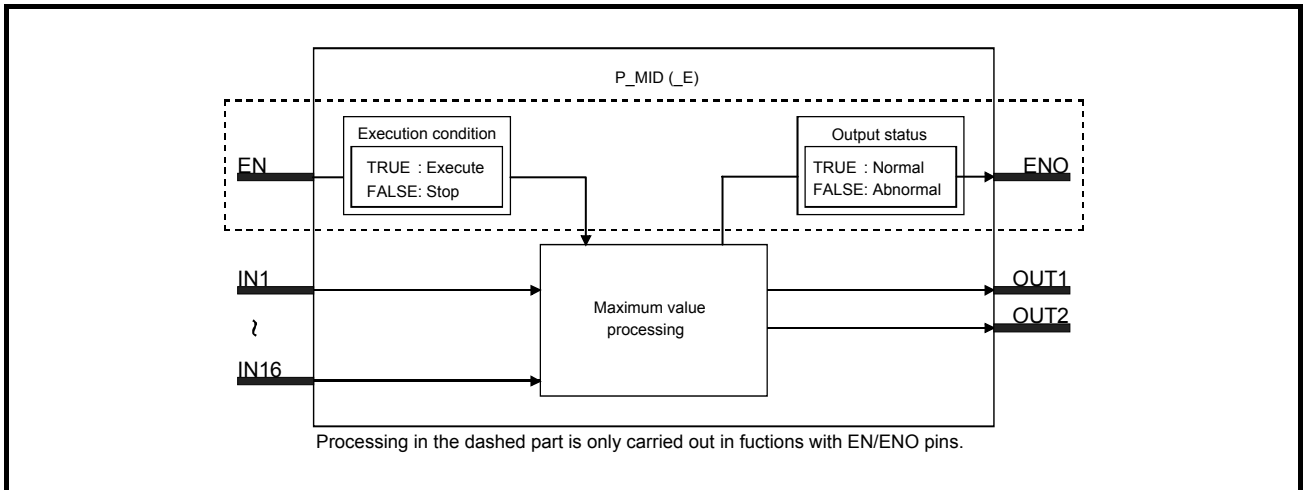 P_MID (_E)
Execution condition
Output status
EN
TRUE : Execute
FALSE: Stop
TRUE : Normal
FALSE: Abnormal
ENO
IN1
OUT1
Maximum value
processing
OUT2
~
IN16
Processing in the dashed part is only carried out in fuctions with EN/ENO pins.